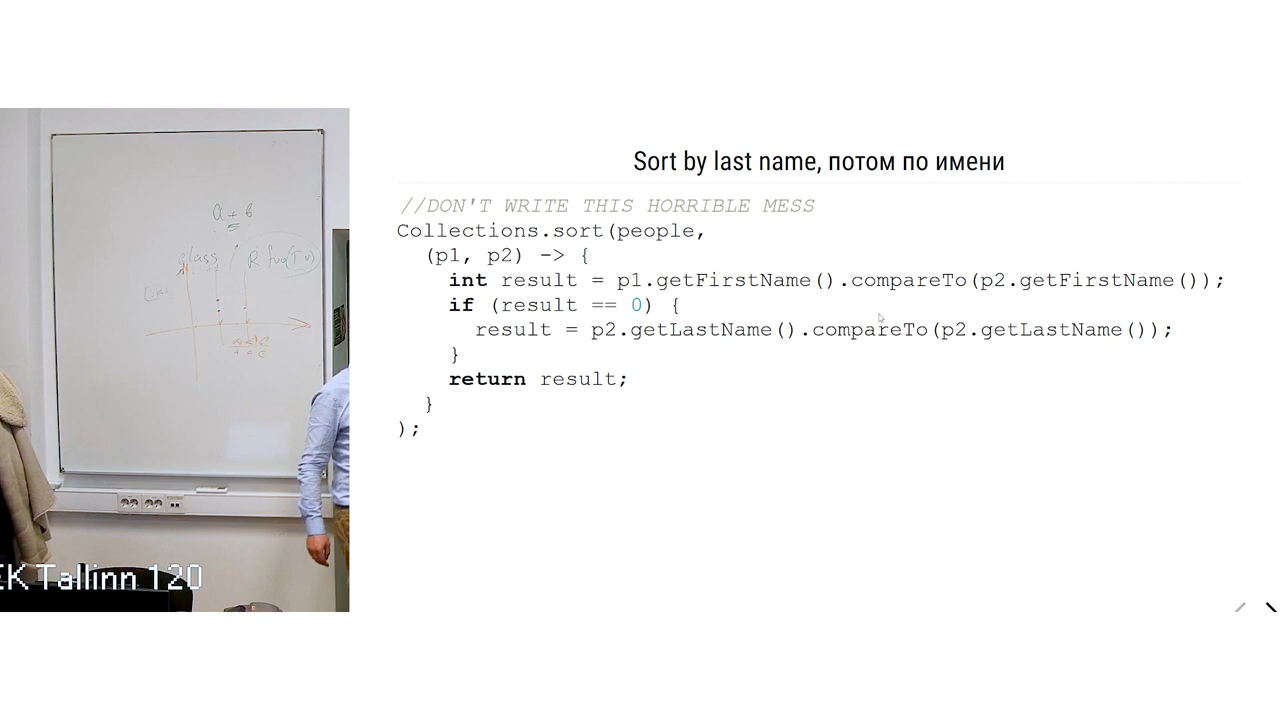 a + b
class
EK Tallinn 120
Sort by last name, потом по имени
//DON'T WRITE THIS HORRIBLE MESS
Collections.sort(people,
(p1, p2) -> {
int result = p1.getFirstName().compareTo(p2.getFirstName());
if (result == 0) {
result = p2.getLastName().compareTo(p2.getLastName());
}
return result;
}
);